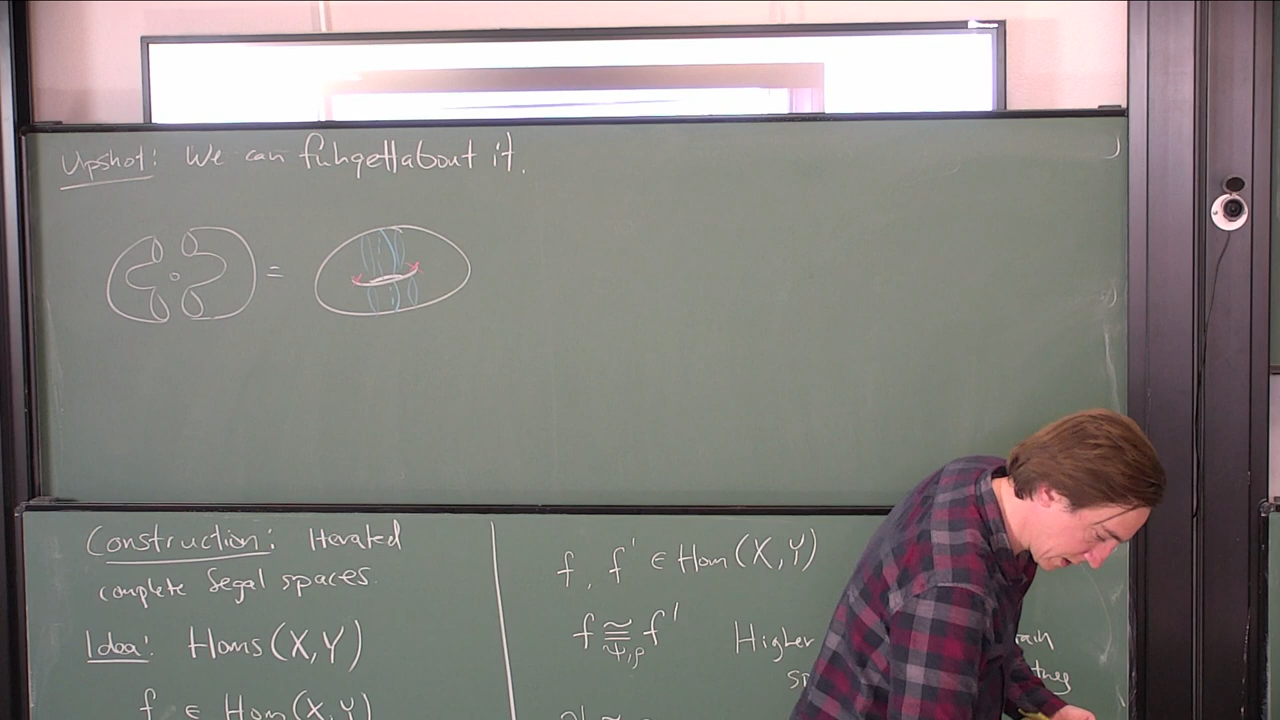 Upshot: We can fuhgettabout it.
=
Construction: Iterated
complete Segal spaces.
Idea: Homs(X,Y)
f ∈ Hom(X,Y)
f, f' ∈ Hom(X,Y)
f ≅ f'
Ψ,ρ
Higher